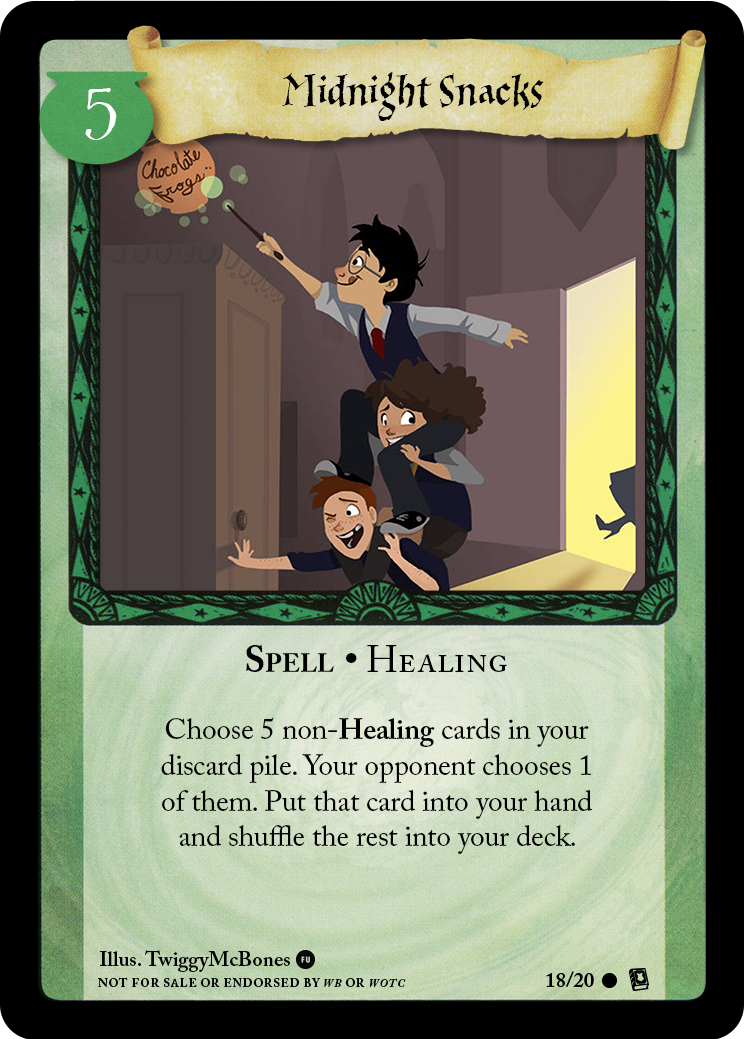 5
Midnight Snacks
Chocolate
Frogs..
Spell • Healing
Choose 5 non-Healing cards in your
discard pile. Your opponent chooses 1
of them. Put that card into your hand
and shuffle the rest into your deck.
Illus. TwiggyMcBones FU
NOT FOR SALE OR ENDORSED BY WB OR WOTC
18/20